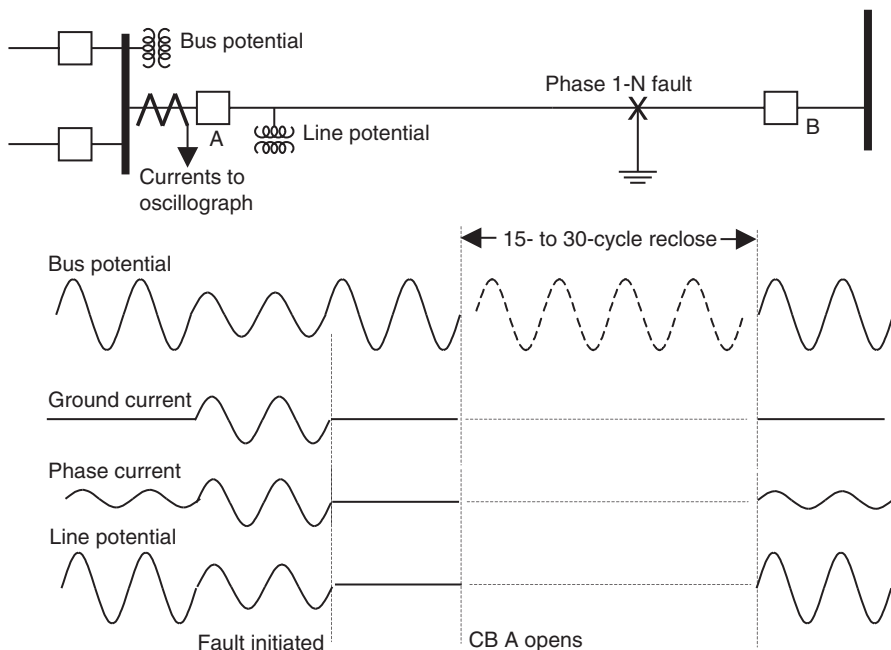 Bus potential
Phase 1-N fault
A
Line potential
B
Currents to
oscillograph
15- to 30-cycle reclose
Bus potential
Ground current
Phase current
Line potential
Fault initiated
CB A opens